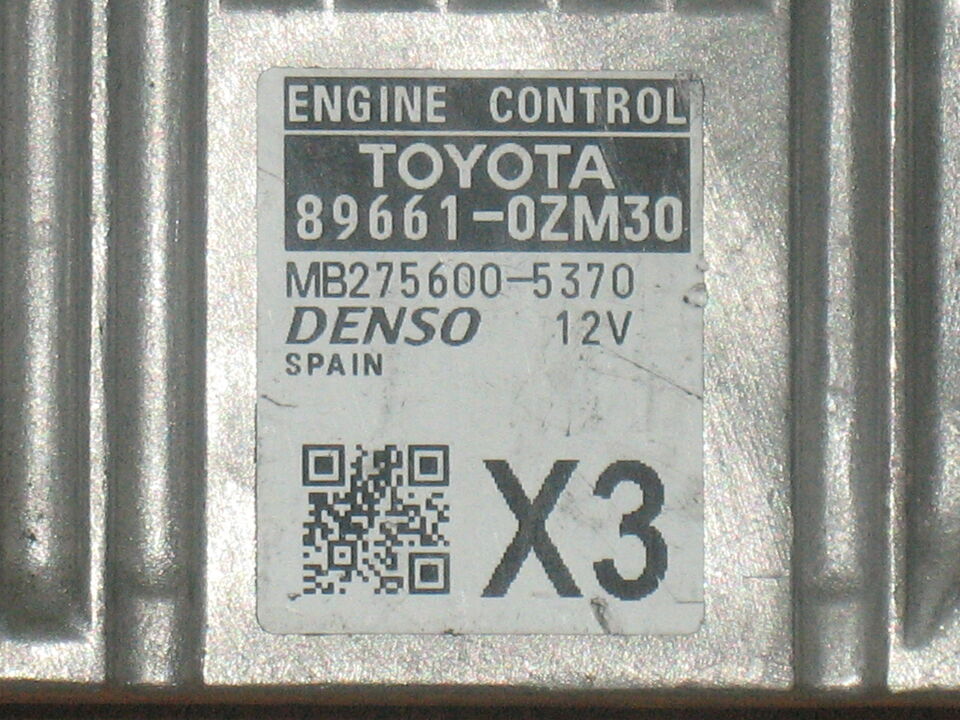 ENGINE CONTROL
TOYOTA
89661-0ZM30
MB275600-5370
DENSO 12V
SPAIN
X3